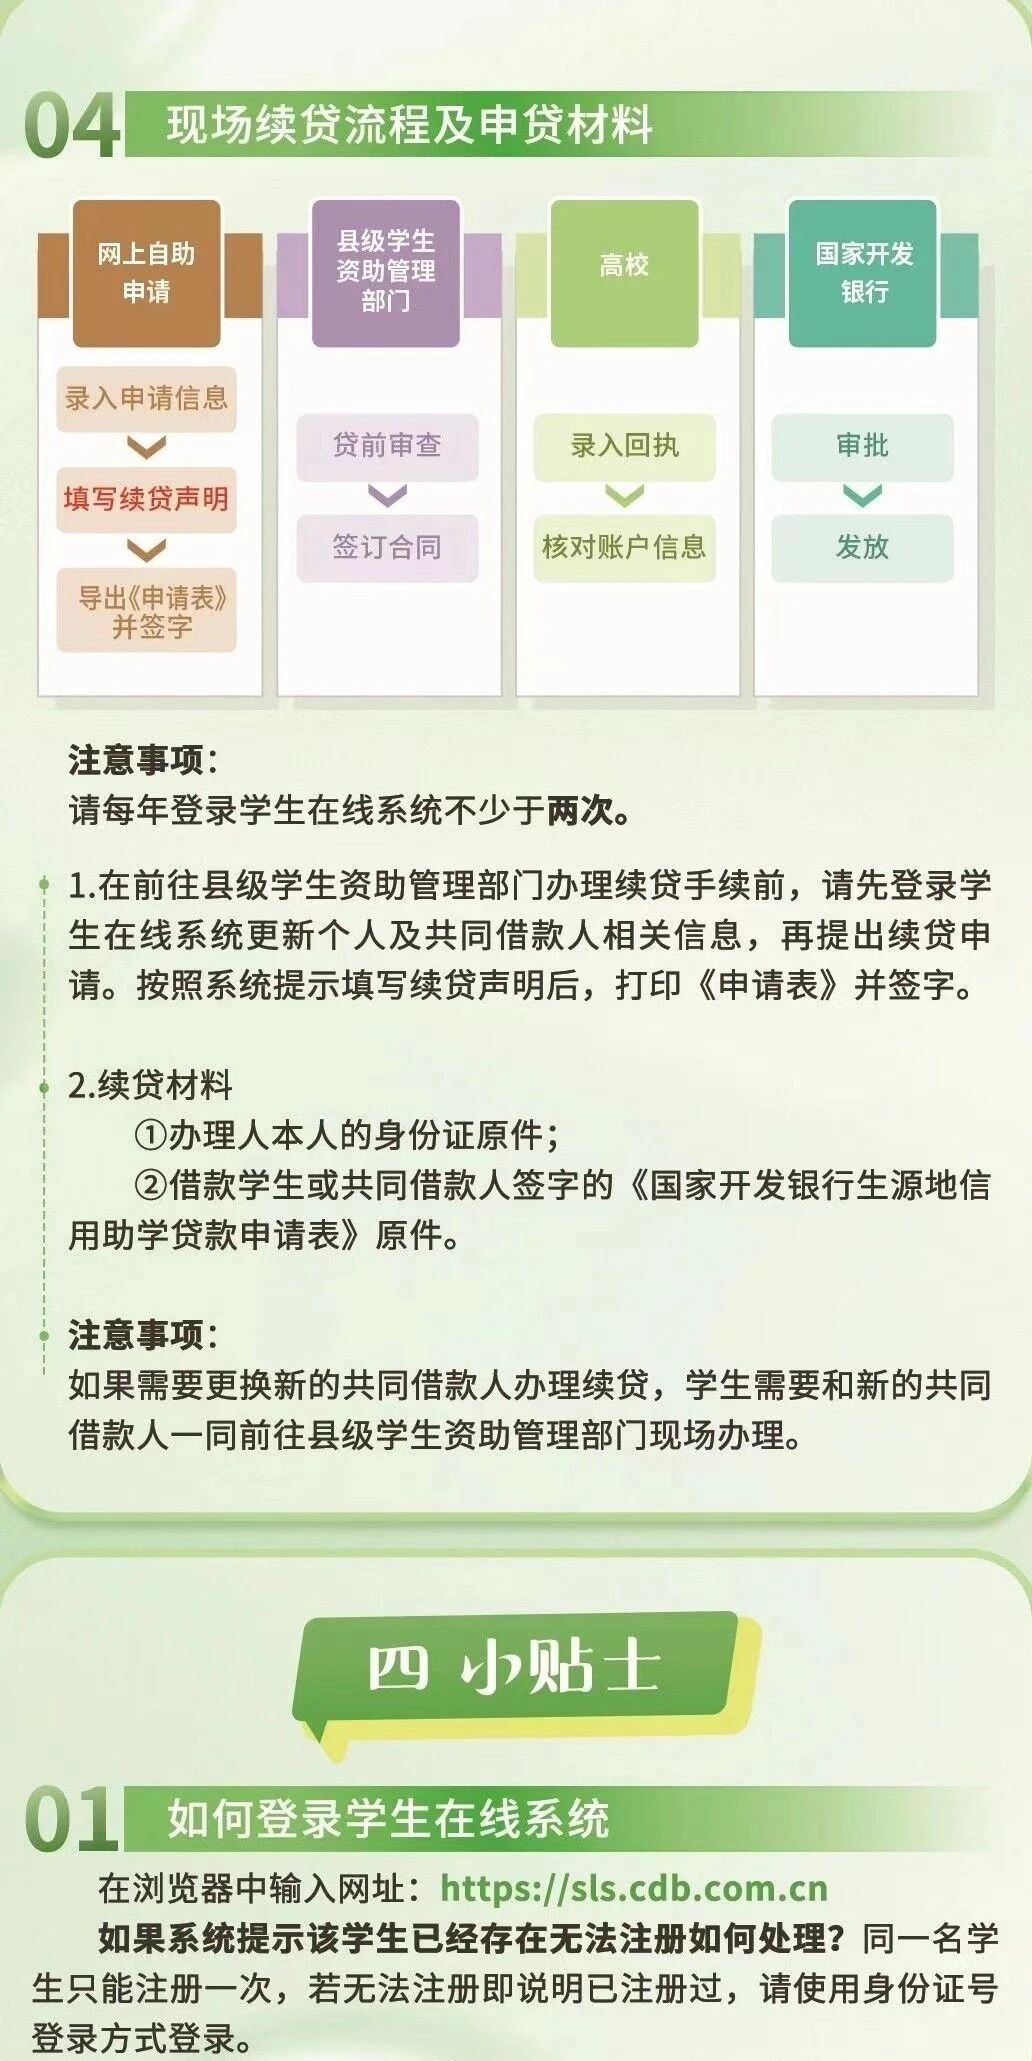 04 现场续贷流程及申贷材料
网上自助
申请
录入申请信息
填写续贷声明
导出《申请表》
并签字
县级学生
资助管理
部门
贷前审查
签订合同
高校
录入回执
核对账户信息
国家开发
银行
审批
发放
注意事项：
请每年登录学生在线系统不少于两次。
1.在前往县级学生资助管理部门办理续贷手续前，请先登录学
生在线系统更新个人及共同借款人相关信息，再提出续贷申
请。按照系统提示填写续贷声明后，打印《申请表》并签字。
2.续贷材料
①办理人本人的身份证原件；
②借款学生或共同借款人签字的《国家开发银行生源地信
用助学贷款申请表》原件。
注意事项：
如果需要更换新的共同借款人办理续贷，学生需要和新的共同
借款人一同前往县级学生资助管理部门现场办理。
四 小贴士
01 如何登录学生在线系统
在浏览器中输入网址：https://sls.cdb.com.cn
如果系统提示该学生已经存在无法注册如何处理？同一名学
生只能注册一次，若无法注册即说明已注册过，请使用身份证号
登录方式登录。